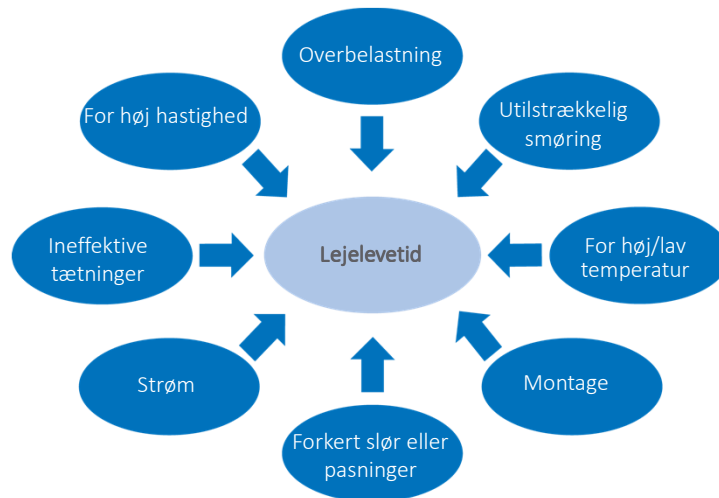 Overbelastning
For høj hastighed
Utilstrækkelig
smøring
Ineffektive
tætninger
Lejelevetid
For høj/lav
temperatur
Strøm
Montage
Forkert slør eller
pasninger